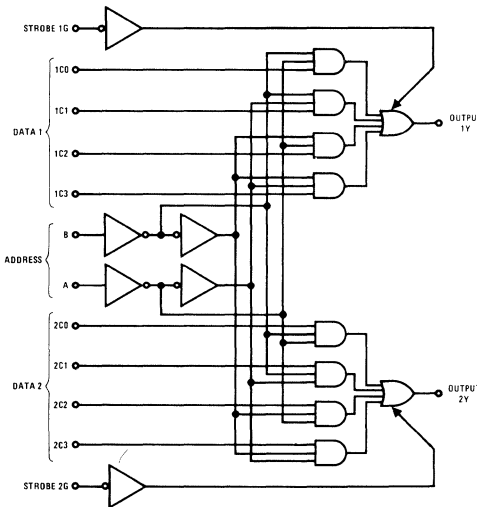 STROBE 1G
1C0
1C1
DATA 1
1C2
1C3
OUTPUT
1Y
B
ADDRESS
A
2C0
2C1
DATA 2
2C2
2C3
OUTPUT
2Y
STROBE 2G